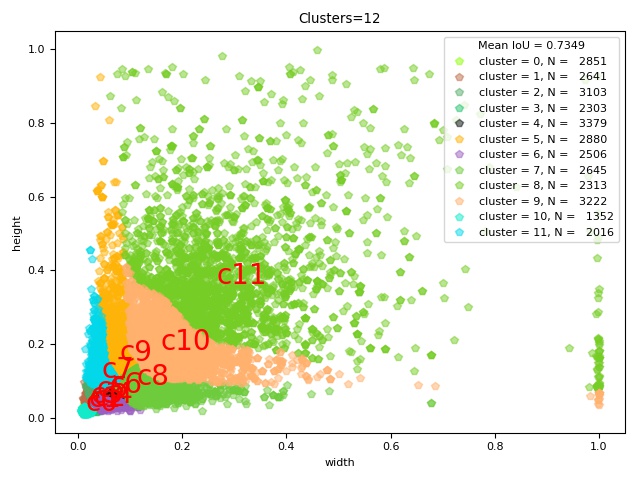 Clusters=12
Mean IoU = 0.7349
cluster = 0, N = 2851
cluster = 1, N = 2641
cluster = 2, N = 3103
cluster = 3, N = 2303
cluster = 4, N = 3379
cluster = 5, N = 2880
cluster = 6, N = 2506
cluster = 7, N = 2645
cluster = 8, N = 2313
cluster = 9, N = 3222
cluster = 10, N = 1352
cluster = 11, N = 2016
1.0
0.8
0.6
0.4
0.2
0.0
height
c11
c10
c9
c7
c8
0.0 0.2 0.4 0.6 0.8 1.0
width